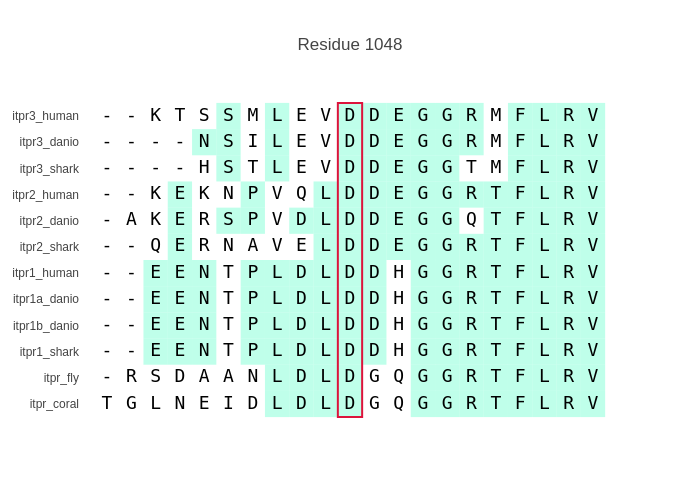 Residue 1048
itpr3_human - - K T S S M L E V D D E G G R M F L R V
itpr3_danio - - - - N S I L E V D D E G G R M F L R V
itpr3_shark - - - - H S T L E V D D E G G T M F L R V
itpr2_human - - K E K N P V Q L D D E G G R T F L R V
itpr2_danio - A K E R S P V D L D D E G G Q T F L R V
itpr2_shark - - Q E R N A V E L D D E G G R T F L R V
itpr1_human - - E E N T P L D L D D H G G R T F L R V
itpr1a_danio - - E E N T P L D L D D H G G R T F L R V
itpr1b_danio - - E E N T P L D L D D H G G R T F L R V
itpr1_shark - - E E N T P L D L D D H G G R T F L R V
itpr_fly - R S D A A N L D L D G Q G G R T F L R V
itpr_coral T G L N E I D L D L D G Q G G R T F L R V